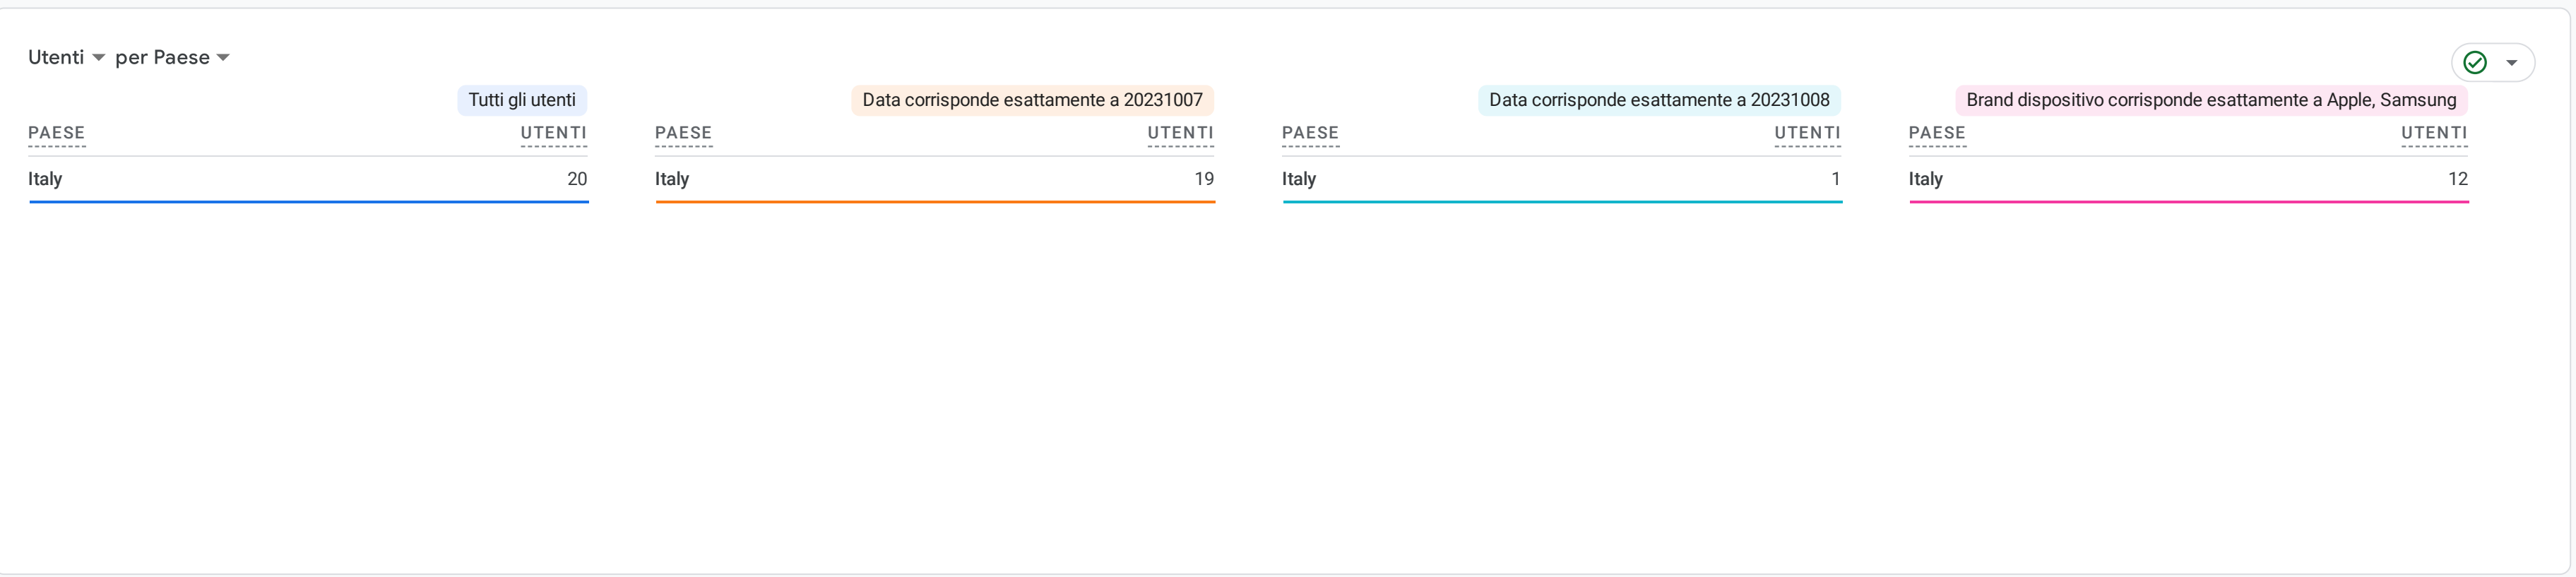 Utenti per Paese
Tutti gli utenti
PAESE UTENTI
Italy 20
Data corrisponde esattamente a 20231007
PAESE UTENTI
Italy 19
Data corrisponde esattamente a 20231008
PAESE UTENTI
Italy 1
Brand dispositivo corrisponde esattamente a Apple, Samsung
PAESE UTENTI
Italy 12